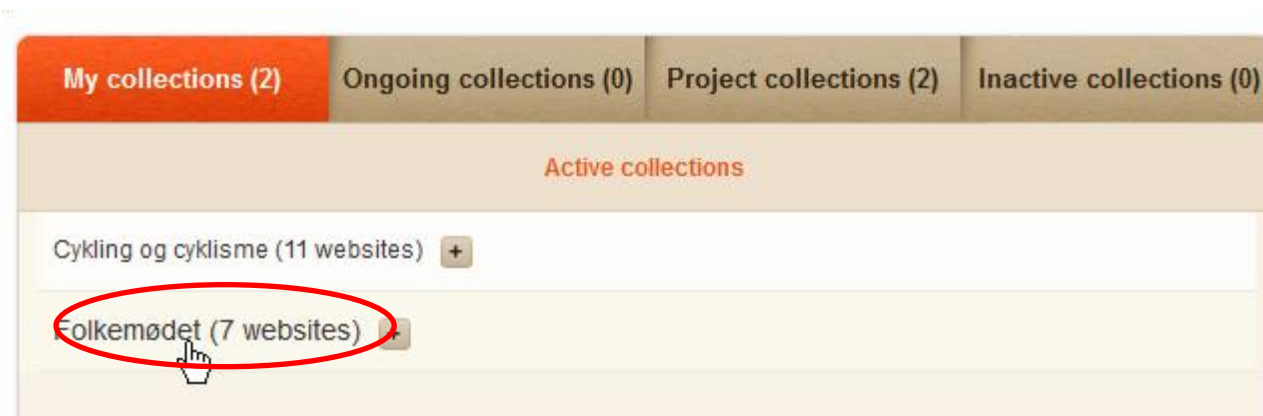 My collections (2) Ongoing collections (0) Project collections (2) Inactive collections (0)
Active collections
Cykling og cyklisme (11 websites) +
Folkemødet (7 websites) +